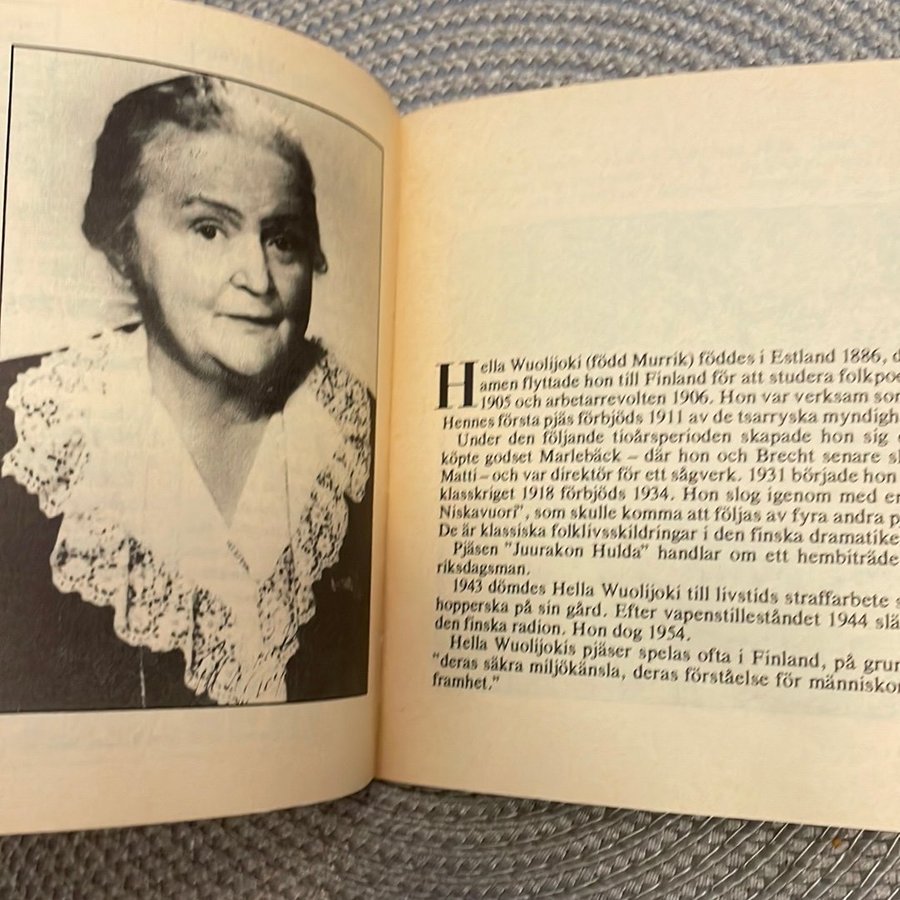 Hella Wuolijoki (född Murrik) föddes i Estland 1886, d
amen flyttade hon till Finland för att studera folkpoe
1905 och arbetarrevolten 1906. Hon var verksam som
Hennes första pjäs förbjöds 1911 av de tsarryska myndigh
Under den följande tioårsperioden skapade hon sig e
köpte godset Marlebäck – där hon och Brecht senare sk
Matti – och var direktör för ett sågverk. 1931 började hon
klasskriget 1918 förbjöds 1934. Hon slog igenom med en
Niskavuori", som skulle komma att följas av fyra andra p
De är klassiska folklivsskildringar i den finska dramatike
Pjäsen "Juurakon Hulda" handlar om ett hembiträde
riksdagsman.
1943 dömdes Hella Wuolijoki till livstids straffarbete s
hopperska på sin gård. Efter vapenstilleståndet 1944 slä
den finska radion. Hon dog 1954.
Hella Wuolijokis pjäser spelas ofta i Finland, på grun
"deras säkra miljökänsla, deras förståelse för människor
framhet."